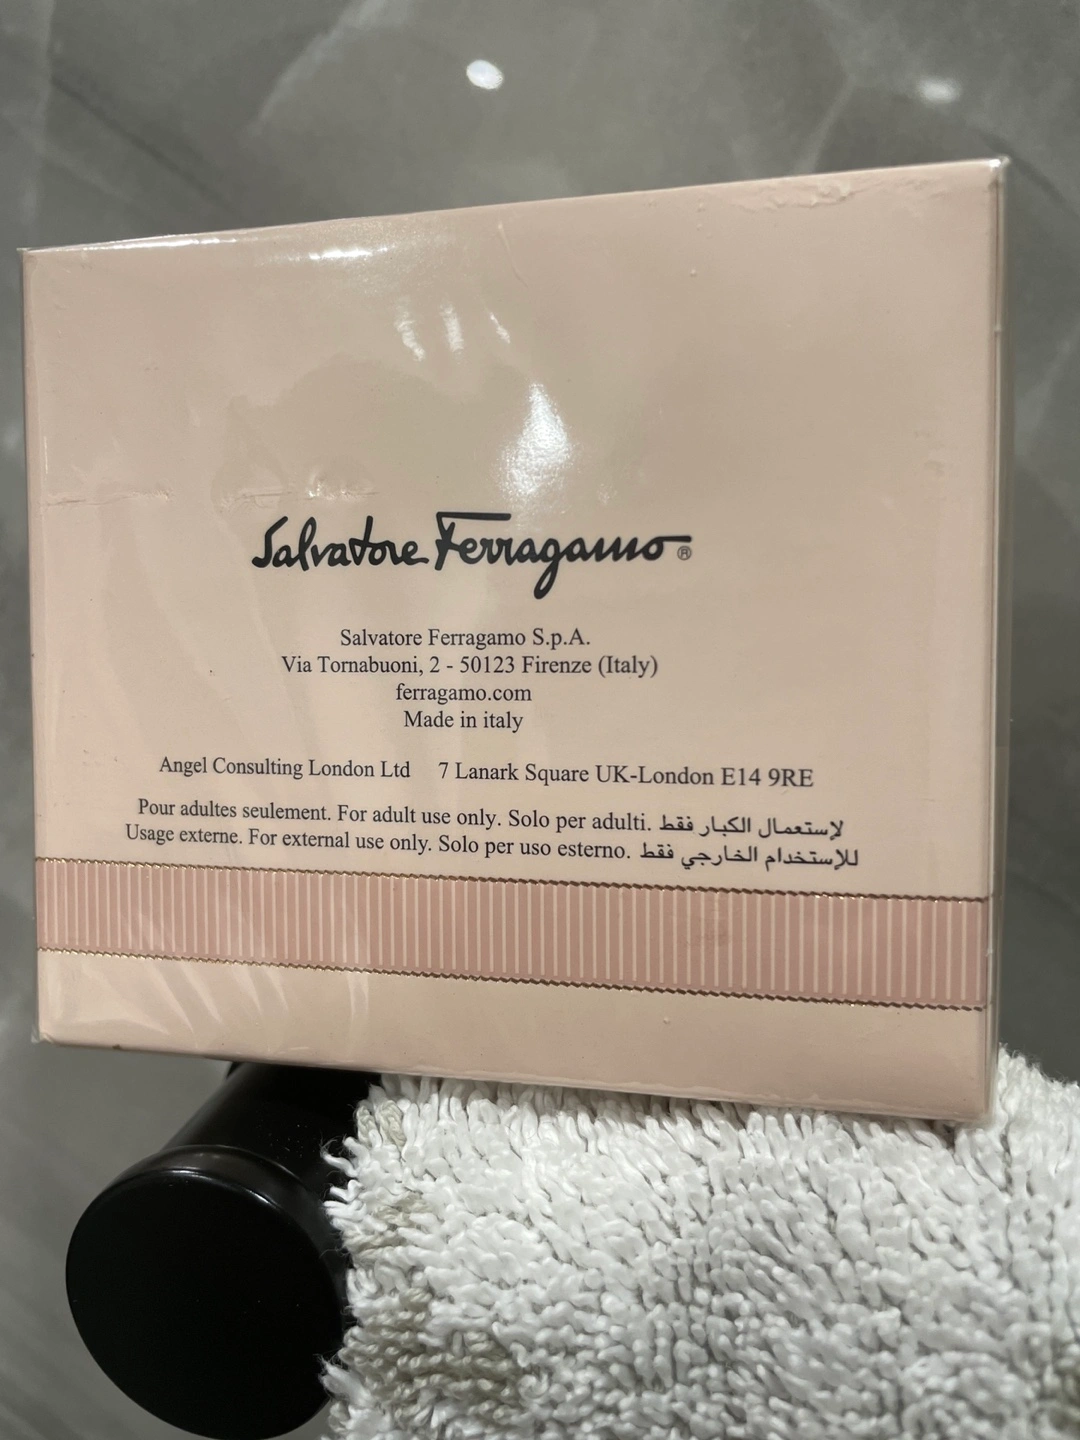 Salvatore Ferragamo®
Salvatore Ferragamo S.p.A.
Via Tornabuoni, 2 - 50123 Firenze (Italy)
ferragamo.com
Made in italy
Angel Consulting London Ltd 7 Lanark Square UK-London E14 9RE
Pour adultes seulement. For adult use only. Solo per adulti. لإستعمال الكبار فقط
Usage externe. For external use only. Solo per uso esterno. للإستخدام الخارجي فقط